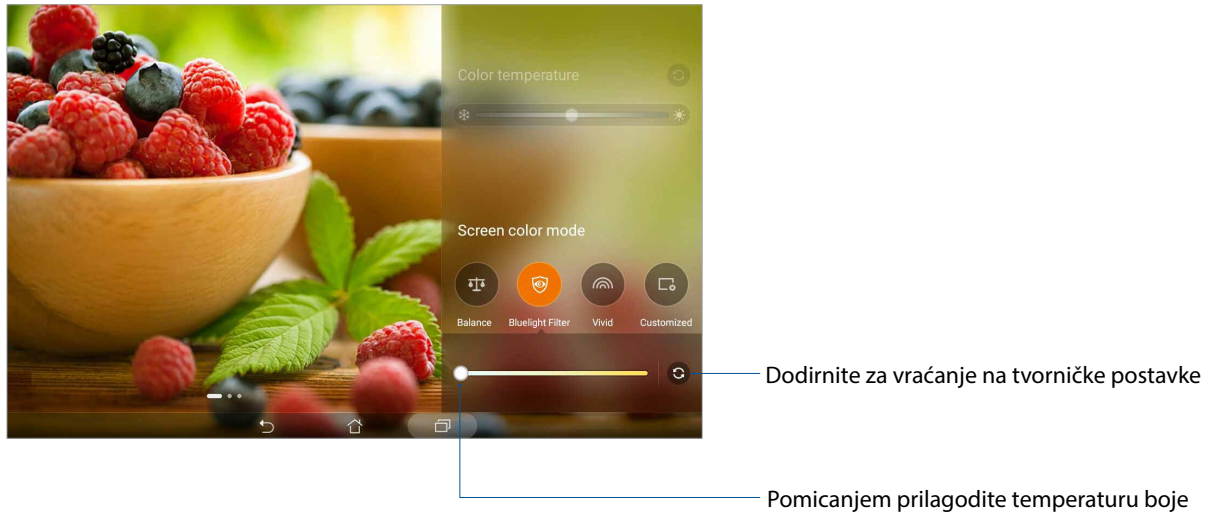 Color temperature
Screen color mode
Balance
Bluelight Filter
Vivid
Customized
Dodirnite za vraćanje na tvorničke postavke
Pomicanjem prilagodite temperaturu boje